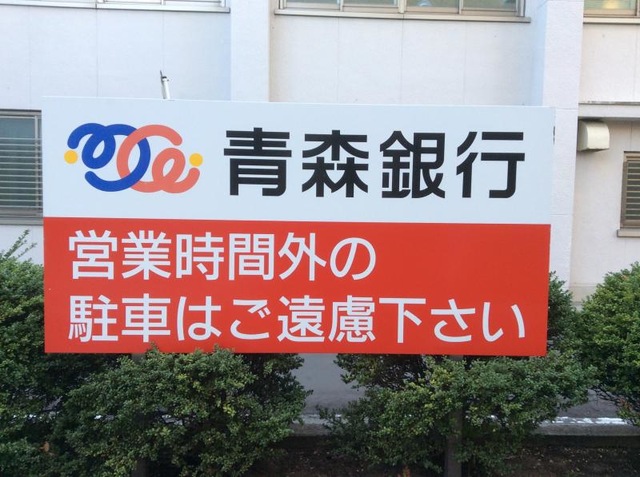 青森銀行
営業時間外の
駐車はご遠慮下さい